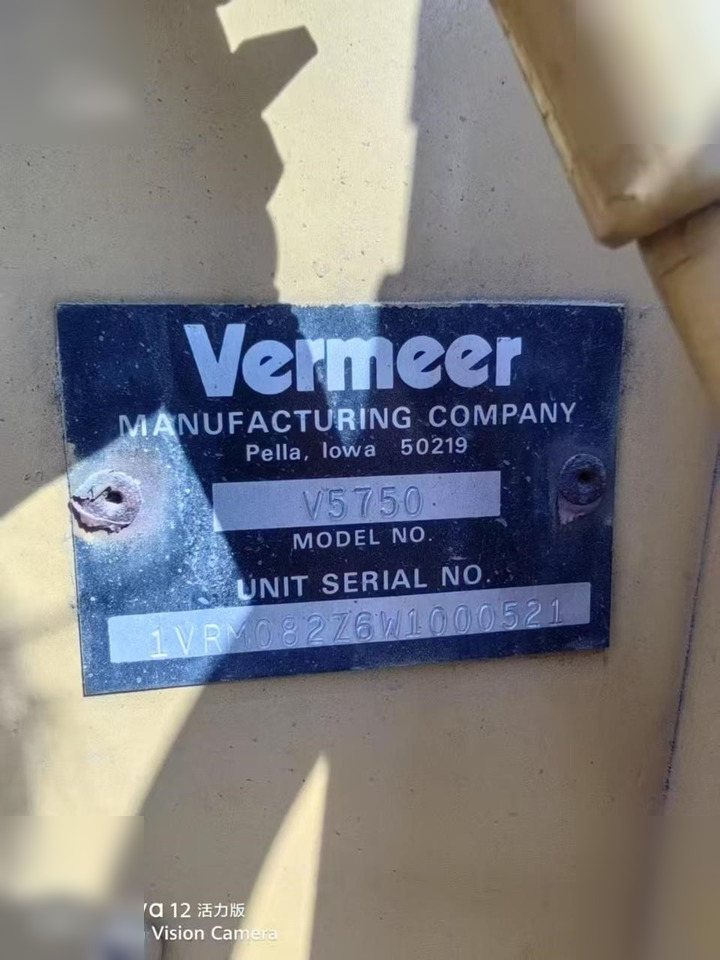 Vermeer
MANUFACTURING COMPANY
Pella, Iowa 50219
V5750
MODEL NO.
UNIT SERIAL NO.
1VRM082Z6W1000521
12 活力版
Vision Camera